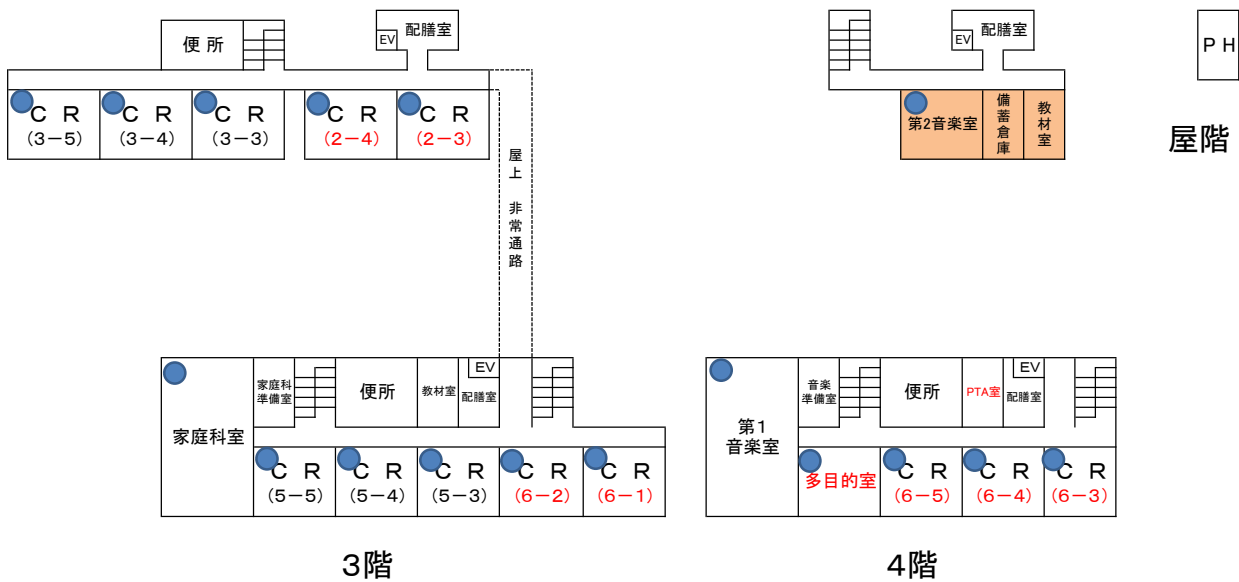 便 所
EV
配膳室
C R
(3-5)
C R
(3-4)
C R
(3-3)
C R
(2-4)
C R
(2-3)
屋上 非常通路
家庭科室
家庭科
準備室
便所
教材室
EV
配膳室
C R
(5-5)
C R
(5-4)
C R
(5-3)
C R
(6-2)
C R
(6-1)
3階
EV
配膳室
第2音楽室
備蓄倉庫
教材室
第1
音楽室
音楽
準備室
便所
PTA室
EV
配膳室
多目的室
C R
(6-5)
C R
(6-4)
C R
(6-3)
4階
P H
屋階